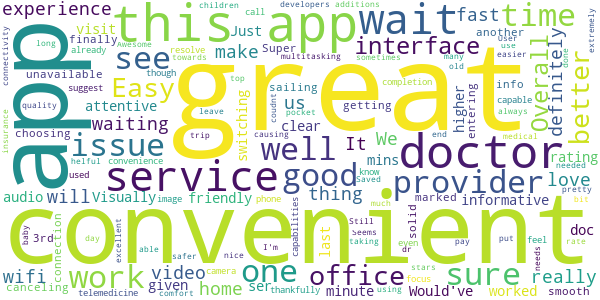 experience
this app
wait
fast
time
children
call
developers
additions
Awesome
user
long
already
visit
finally
Just
Super
another
use
easier
many
old
done
extremely
connectivity
resolve
towards
multitasking
sometimes
make
see
interface
top
though
unavailable
suggest
Easy
us
sailing
getting
higher
entering
info
capable
always
Overall
definitely
better
app
great
quality
attentive
switching
choosing
waiting
leave
couldnt
pocket
causing
completion
end
clear
trip
issue
well
It
We
doctor
medical
insurance
used
helful
convenience
service
good
mins
know
Saved
provider
rating
needed
love
audio
will
Visually
image
friendly
phone
thing
much
marked
informative
pretty
bit
connection
convenient
baby
3rd
day
excellent
able
safer
nice
I'm
capabilities
last
Still
seems
taking
dr
even
solid
pay
stars
put
feel
rate
doc
wifi
work
one
office
sure
really
canceling
video
given
camera
telemedicine
comfort
home
ser
thankfully
minute
using
focus
Would've
worked
needs
smooth